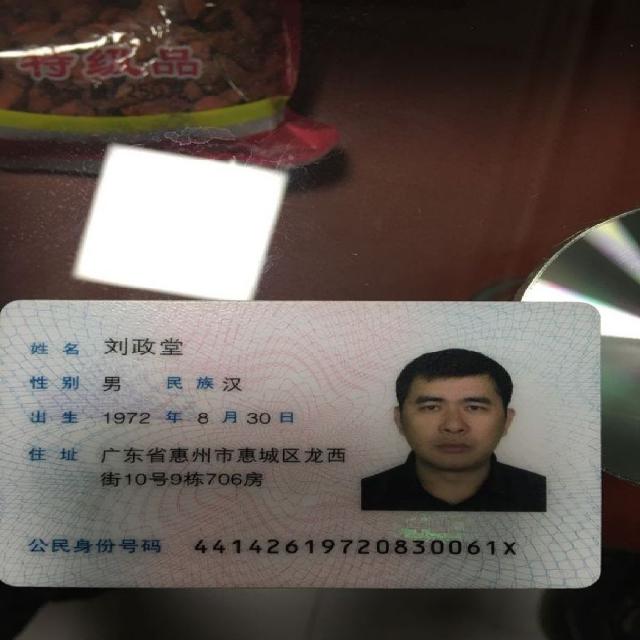 特级品
姓名 刘政堂
性别 男 民族 汉
出生 1972 年 8 月 30 日
住址 广东省惠州市惠城区龙西
街10号9栋706房
公民身份号码 44142619720830061X